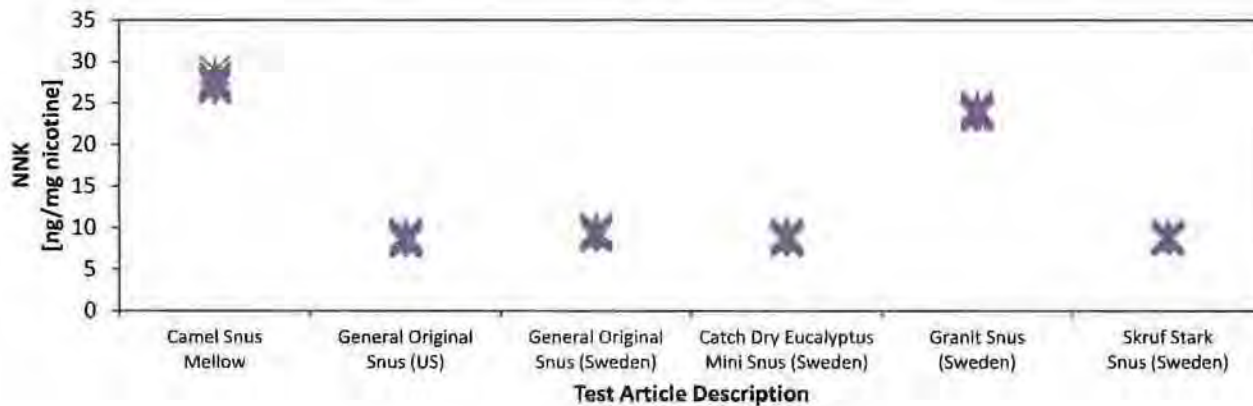 35
30
25
20
15
10
5
0
NNK
[ng/mg nicotine]
Camel Snus
Mellow
General Original
Snus (US)
General Original
Snus (Sweden)
Catch Dry Eucalyptus
Mini Snus (Sweden)
Granit Snus
(Sweden)
Skruf Stark
Snus (Sweden)
Test Article Description